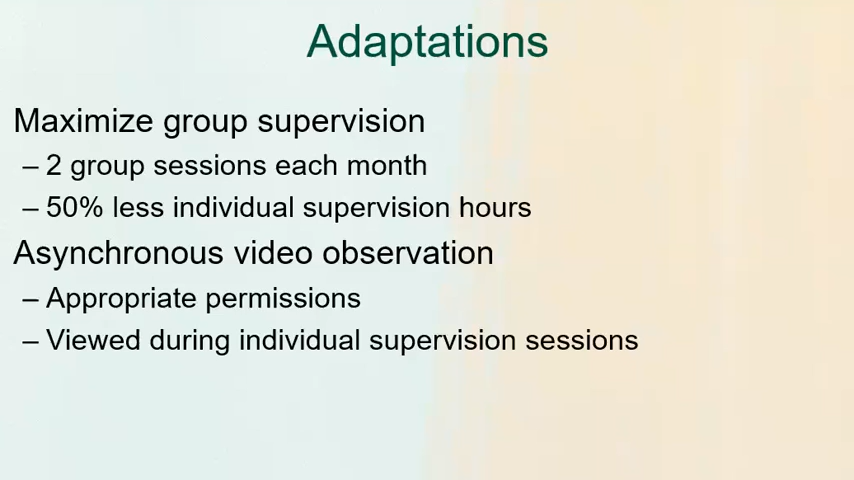 Adaptations
Maximize group supervision
– 2 group sessions each month
– 50% less individual supervision hours
Asynchronous video observation
– Appropriate permissions
– Viewed during individual supervision sessions